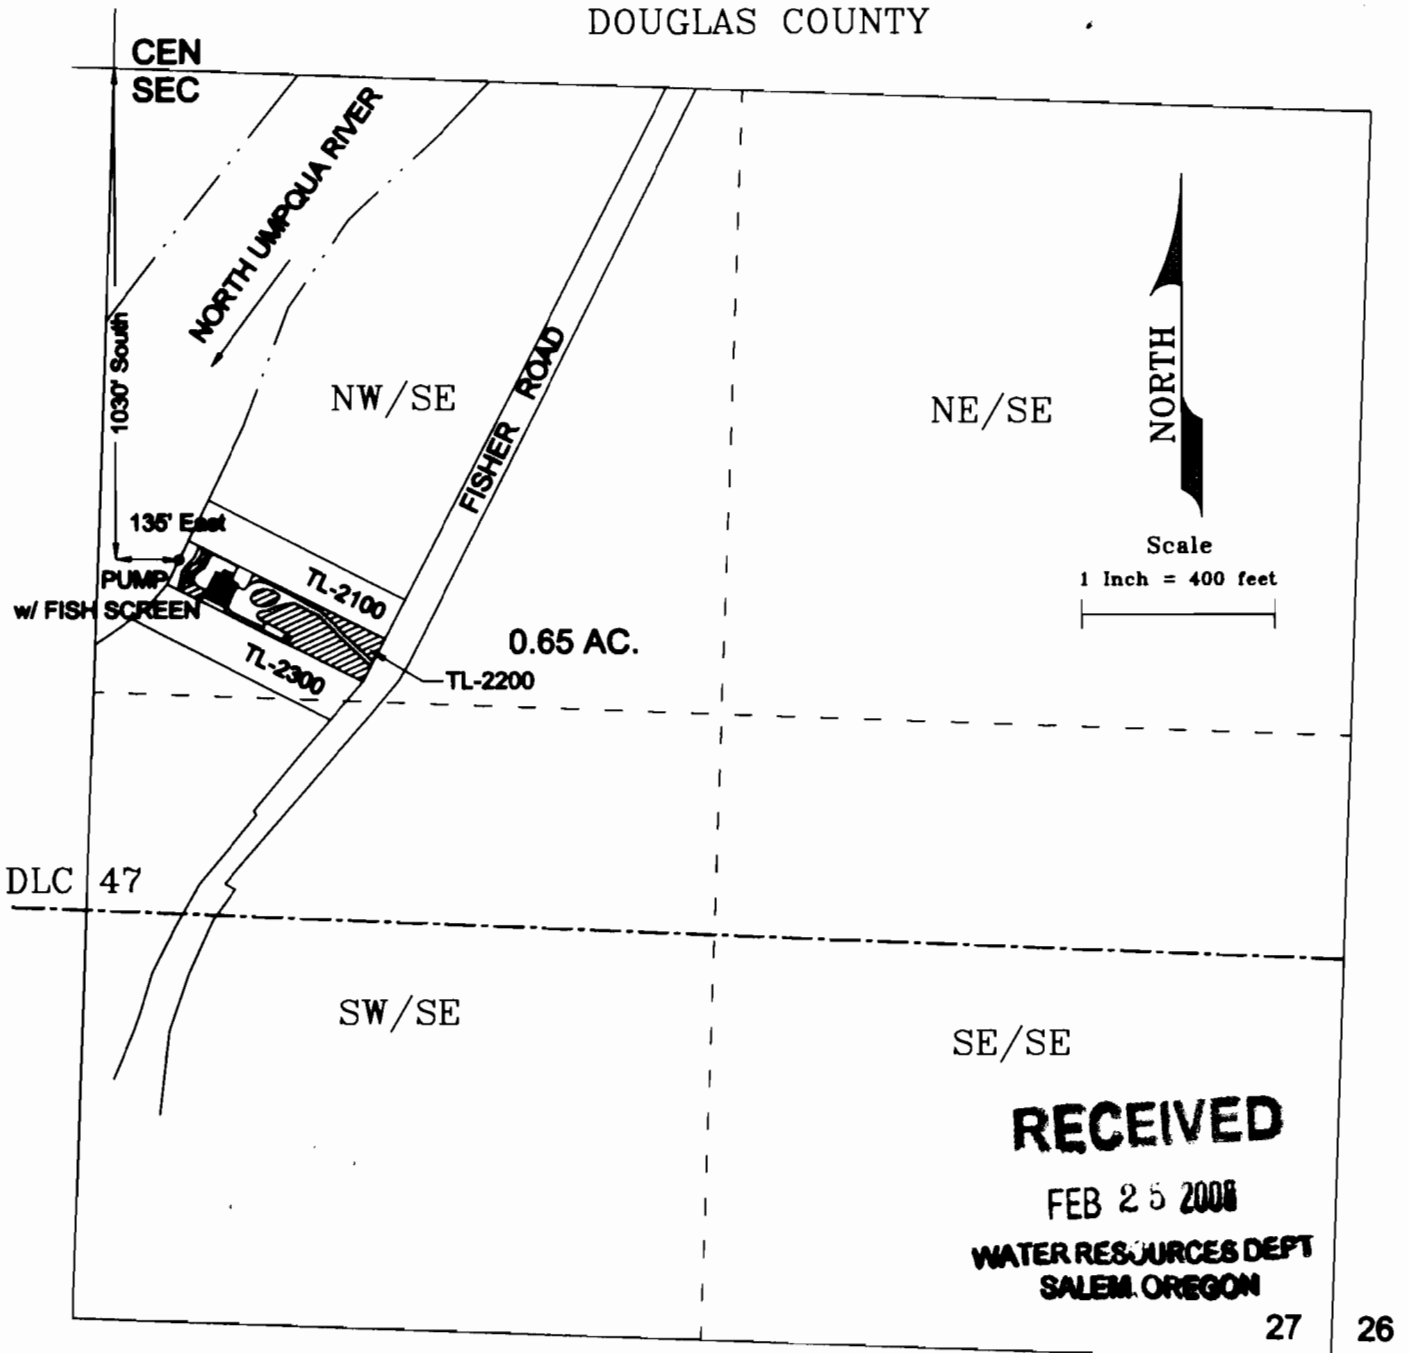 DOUGLAS COUNTY
CEN
SEC
NORTH UMPQUA RIVER
1030' South
NW/SE
FISHER ROAD
NE/SE
NORTH
Scale
1 Inch = 400 feet
135' East
PUMP
w/ FISH SCREEN
TL-2100
0.65 AC.
TL-2300
TL-2200
DLC 47
SW/SE
SE/SE
RECEIVED
FEB 25
WATER RESOURCES DEPT
SALEM, OREGON
27 26